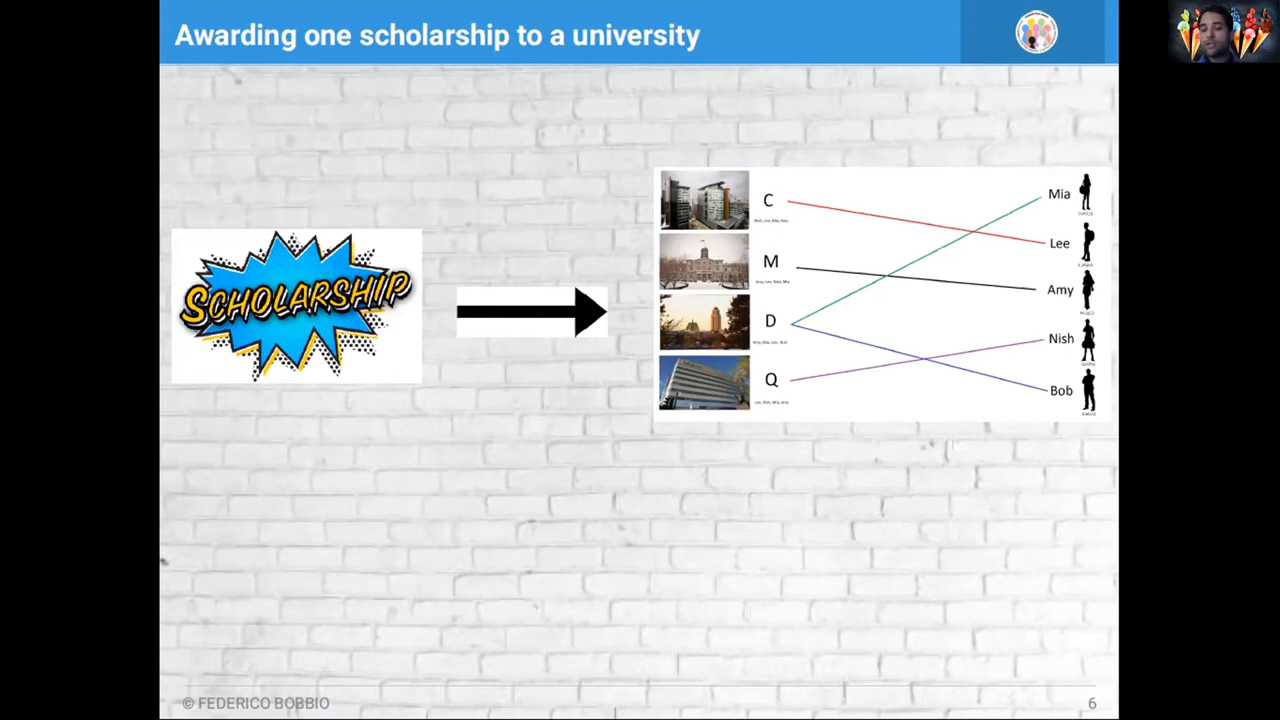 Awarding one scholarship to a university
SCHOLARSHIP
C
M
D
Q
Mia
Lee
Amy
Nish
Bob
© FEDERICO BOBBIO
6